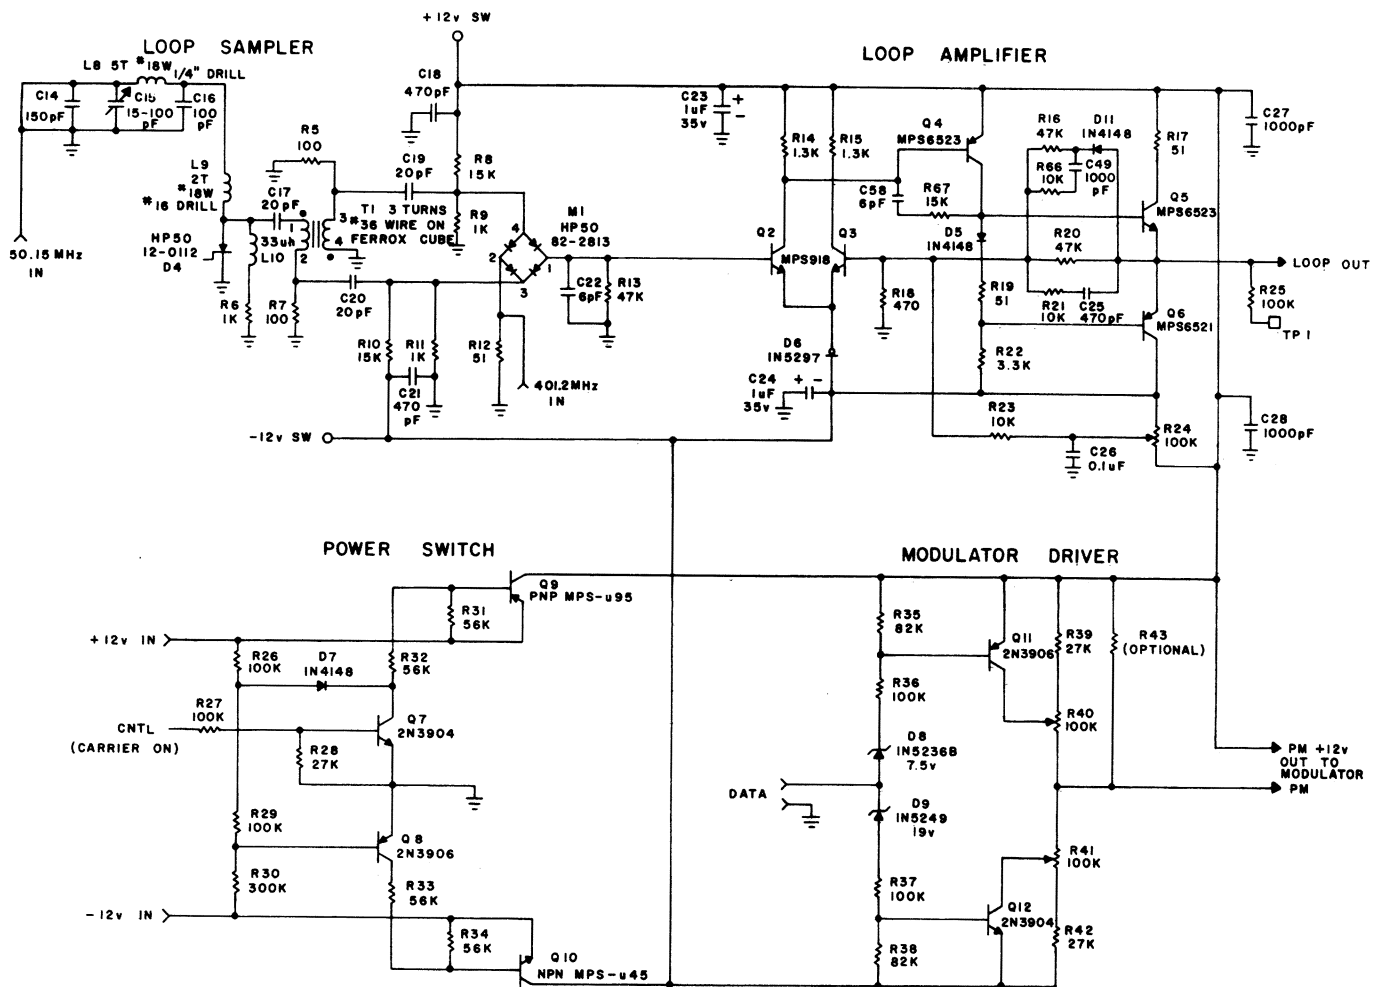 +12v SW
LOOP SAMPLER
LOOP AMPLIFIER
L8 5T #18W
1/4" DRILL
C14
150pF
C15
15-100
pF
C16
100
pF
C18
470pF
C23
1uF
35v
+
-
R14
1.3K
R15
1.3K
Q4
MPS6523
R16
47K
D11
1N4148
R17
51
C27
1000pF
R66
10K
C49
1000
pF
R5
100
C19
20pF
R8
15K
L9
2T
#18W
#16 DRILL
C17
20pF
1
2
3
4
T1 3 TURNS
#36 WIRE ON
FERROX CUBE
R9
1K
M1
HP50
82-2813
4
2
1
3
C58
6pF
R67
15K
Q5
MPS6523
50.15MHz
IN
HP50
12-0112
D4
33uh
L10
Q2
Q3
MPS918
D5
1N4148
R20
47K
LOOP OUT
R6
1K
R7
100
C20
20pF
C22
6pF
R13
47K
R18
470
R19
51
R21
10K
C25
470pF
R25
100K
TP1
Q6
MPS6521
R10
15K
R11
1K
R12
51
D6
1N5297
R22
3.3K
C21
470
pF
401.2MHz
IN
C24
1uF
35v
+ -
R23
10K
R24
100K
C28
1000pF
-12v SW
C26
0.1uF
POWER SWITCH
MODULATOR DRIVER
Q9
PNP MPS-u95
R31
56K
R35
82K
Q11
2N3906
R39
27K
R43
(OPTIONAL)
+12v IN
R26
100K
D7
1N4148
R32
56K
R36
100K
R27
100K
CNTL
(CARRIER ON)
Q7
2N3904
R40
100K
R28
27K
D8
1N5236B
7.5v
PM +12v
OUT TO
MODULATOR
PM
DATA
D9
1N5249
19v
R29
100K
Q8
2N3906
R41
100K
R30
300K
R33
56K
R37
100K
-12v IN
Q12
2N3904
R34
56K
R42
27K
Q10
NPN MPS-u45
R38
82K